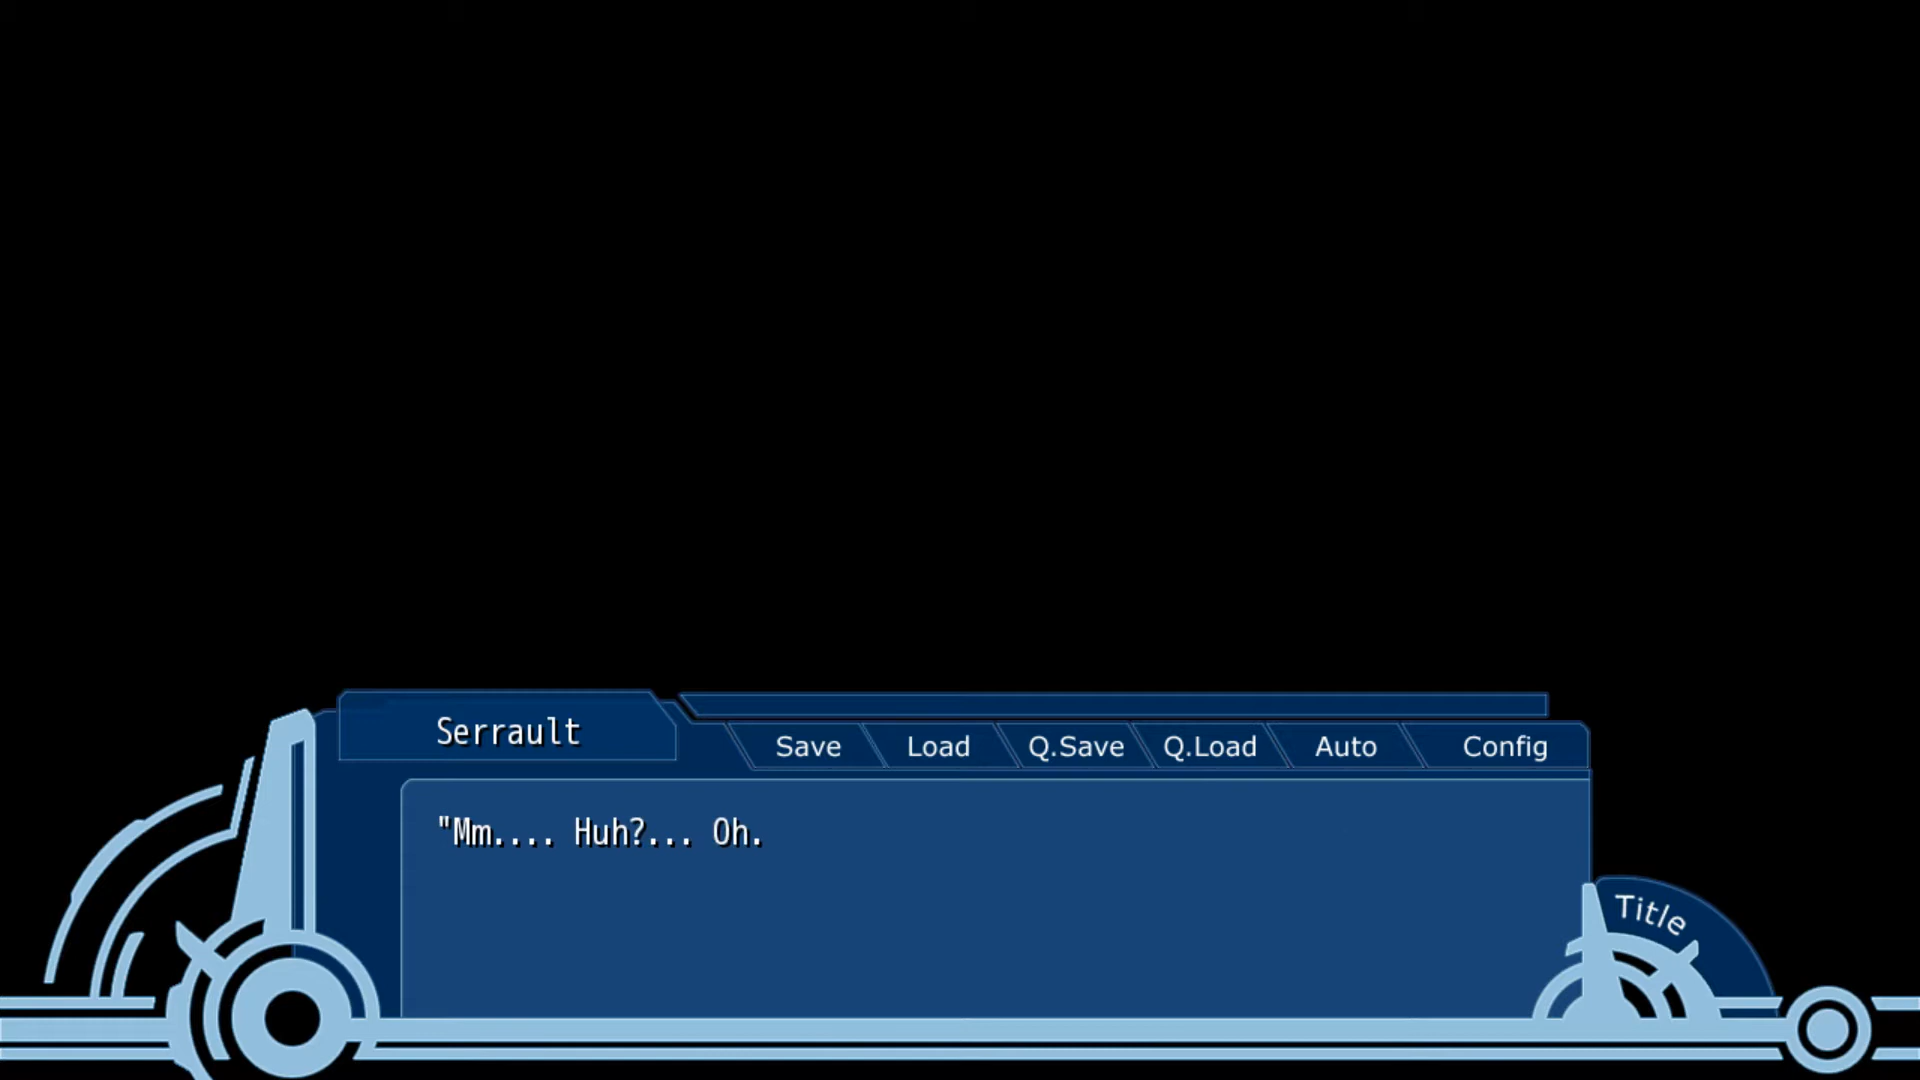 Serrault
Save Load Q.Save Q.Load Auto Config
"Mm.... Huh?... Oh.
Title